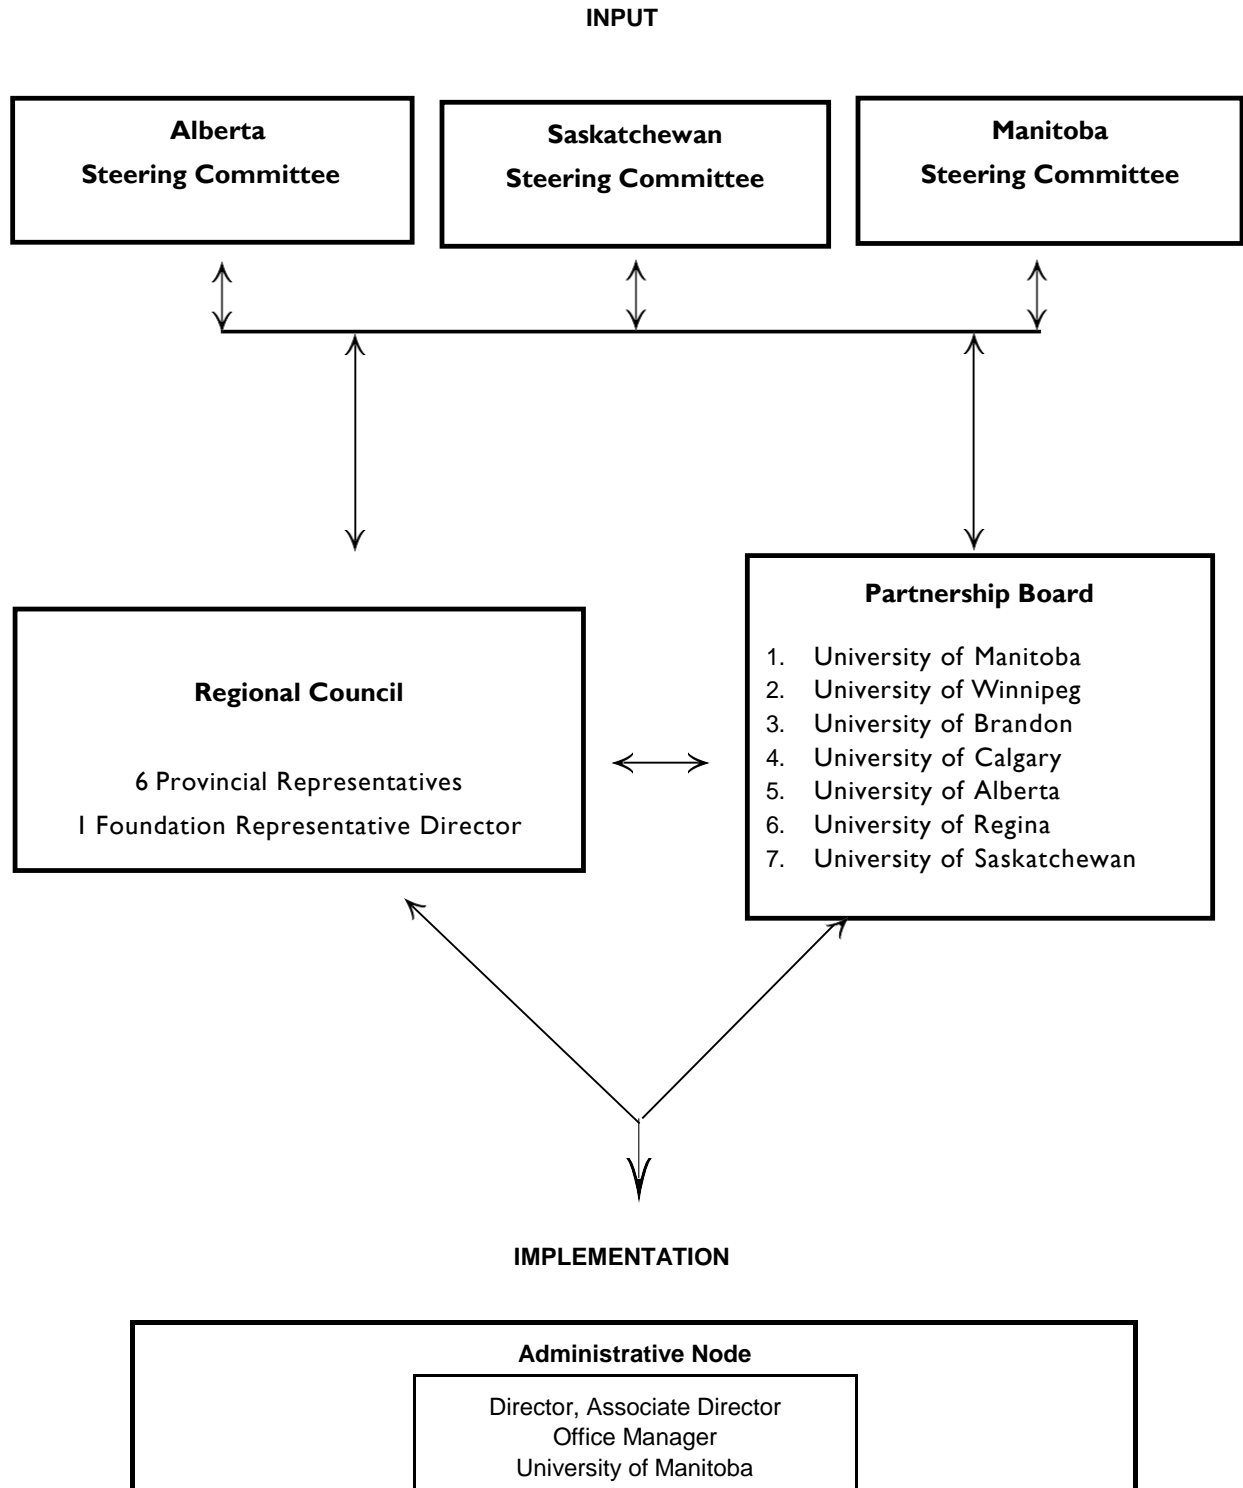 INPUT
Alberta
Steering Committee
Saskatchewan
Steering Committee
Manitoba
Steering Committee
Regional Council
6 Provincial Representatives
1 Foundation Representative Director
Partnership Board
1. University of Manitoba
2. University of Winnipeg
3. University of Brandon
4. University of Calgary
5. University of Alberta
6. University of Regina
7. University of Saskatchewan
IMPLEMENTATION
Administrative Node
Director, Associate Director
Office Manager
University of Manitoba